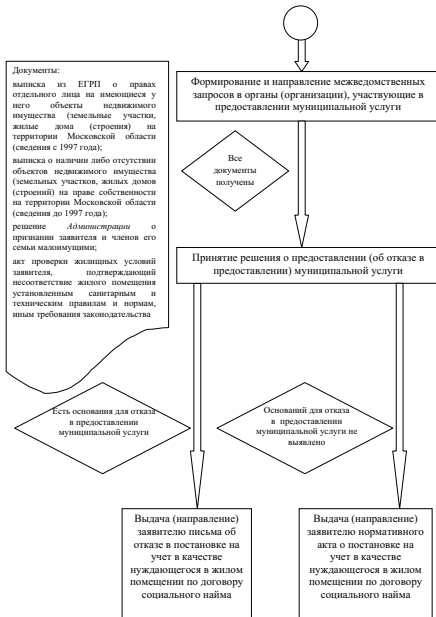 Документы:
выписка из ЕГРП о правах
отдельного лица на имеющиеся у
него объекты недвижимого
имущества (земельные участки,
жилые дома (строения) на
территории Московской области
(сведения с 1997 года);
выписка о наличии либо отсутствии
объектов недвижимого имущества
(земельных участков, жилых домов
(строений) на праве собственности
на территории Московской области
(сведения до 1997 года);
решение Администрации о
признании заявителя и членов его
семьи малоимущими;
акт проверки жилищных условий
заявителя, подтверждающий
несоответствие жилого помещения
установленным санитарным и
техническим правилам и нормам,
иным требования законодательства
Формирование и направление межведомственных
запросов в органы (организации), участвующие в
предоставлении муниципальной услуги
Все
документы
получены
Принятие решения о предоставлении (об отказе в
предоставлении) муниципальной услуги
Есть основания для отказа
в предоставлении
муниципальной услуги
Оснований для отказа
в предоставлении
муниципальной услуги не
выявлено
Выдача (направление)
заявителю письма об
отказе в постановке на
учет в качестве
нуждающегося в жилом
помещении по договору
социального найма
Выдача (направление)
заявителю нормативного
акта о постановке на
учет в качестве
нуждающегося в жилом
помещении по договору
социального найма